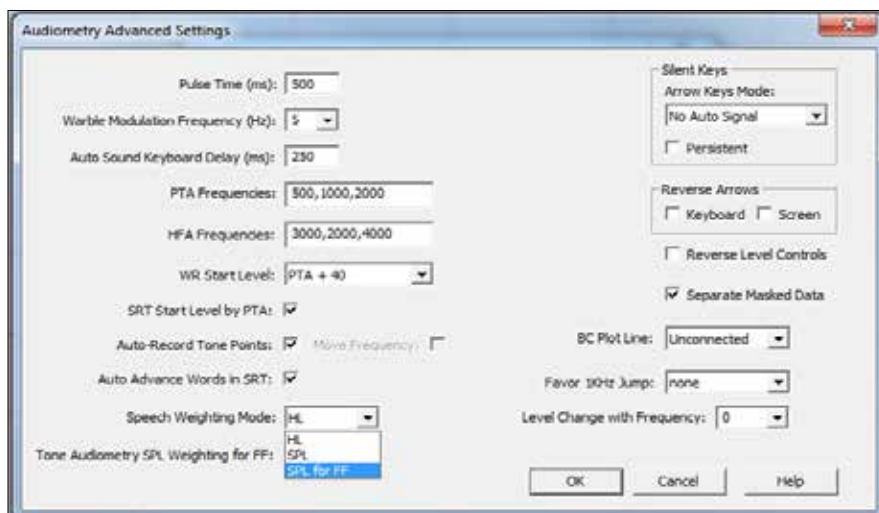 Audiometry Advanced Settings
Pulse Time (ms): 500
Warble Modulation Frequency (Hz): 5
Auto Sound Keyboard Delay (ms): 250
PTA Frequencies: 500,1000,2000
HFA Frequencies: 3000,2000,4000
WR Start Level: PTA + 40
SRT Start Level by PTA:
Auto-Record Tone Points: Move Frequency:
Auto Advance Words in SRT:
Speech Weighting Mode: HL
HL
SPL
Tone Audiometry SPL Weighting for FF:
SPL for FF
Silent Keys
Arrow Keys Mode:
No Auto Signal
Persistent
Reverse Arrows
Keyboard Screen
Reverse Level Controls
Separate Masked Data
BC Plot Line: Unconnected
Favor 1KHz Jump: none
Level Change with Frequency: 0
OK Cancel Help